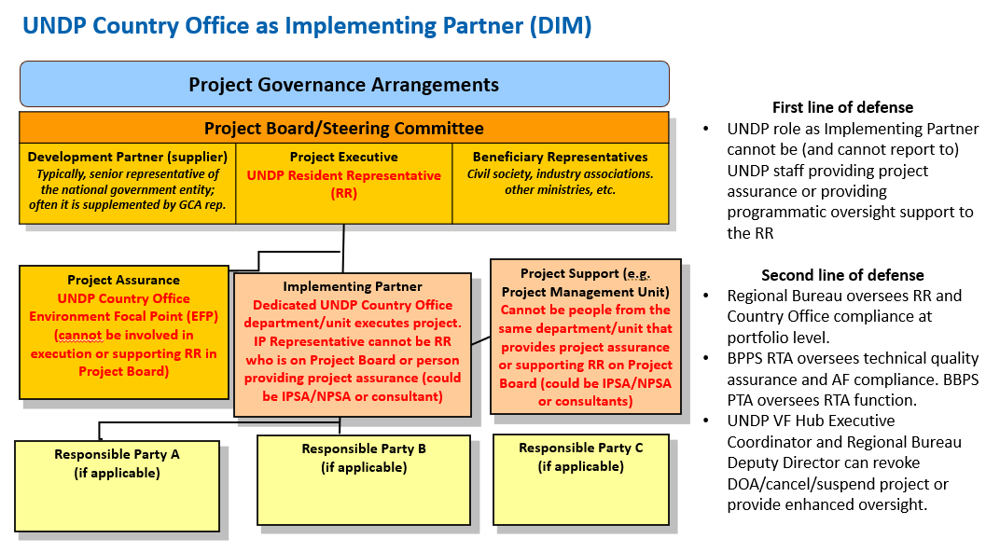 UNDP Country Office as Implementing Partner (DIM)
Project Governance Arrangements
Project Board/Steering Committee
Development Partner (supplier)
Typically, senior representative of
the national government entity;
often it is supplemented by GCA rep.
Project Executive
UNDP Resident Representative
(RR)
Beneficiary Representatives
Civil society, industry associations.
other ministries, etc.
Project Assurance
UNDP Country Office
Environment Focal Point (EFP)
(cannot be involved in
execution or supporting RR in
Project Board)
Implementing Partner
Dedicated UNDP Country Office
department/unit executes project.
IP Representative cannot be RR
who is on Project Board or person
providing project assurance (could
be IPSA/NPSA or consultant)
Project Support (e.g.
Project Management Unit)
Cannot be people from the
same department/unit that
provides project assurance
or supporting RR on Project
Board (could be IPSA/NPSA
or consultants)
Responsible Party A
(if applicable)
Responsible Party B
(if applicable)
Responsible Party C
(if applicable)
First line of defense
• UNDP role as Implementing Partner
cannot be (and cannot report to)
UNDP staff providing project
assurance or providing
programmatic oversight support to
the RR
Second line of defense
• Regional Bureau oversees RR and
Country Office compliance at
portfolio level.
• BPPS RTA oversees technical quality
assurance and AF compliance. BBPS
PTA oversees RTA function.
• UNDP VF Hub Executive
Coordinator and Regional Bureau
Deputy Director can revoke
DOA/cancel/suspend project or
provide enhanced oversight.